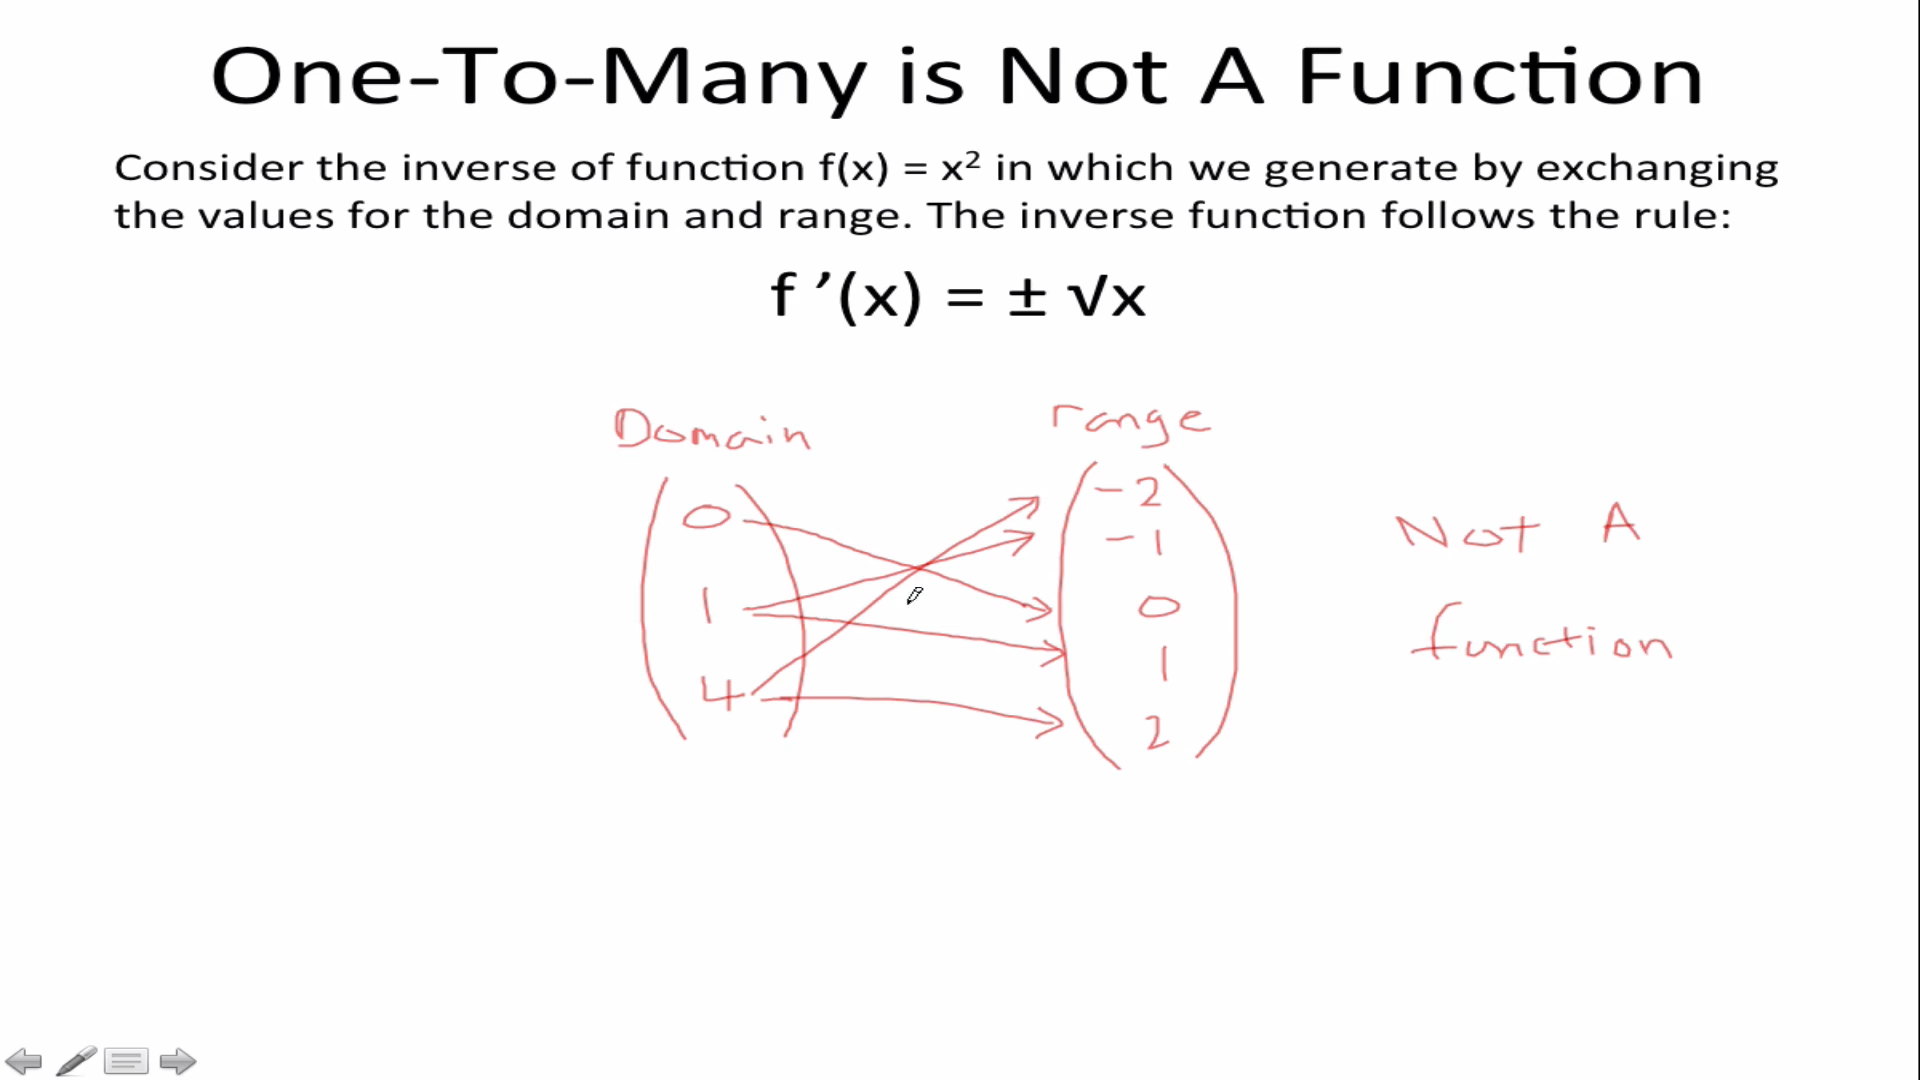 One-To-Many is Not A Function
Consider the inverse of function f(x) = x² in which we generate by exchanging
the values for the domain and range. The inverse function follows the rule:
f ’(x) = ± √x
Domain range
0
1
4
-2
-1
0
1
2
Not A
function